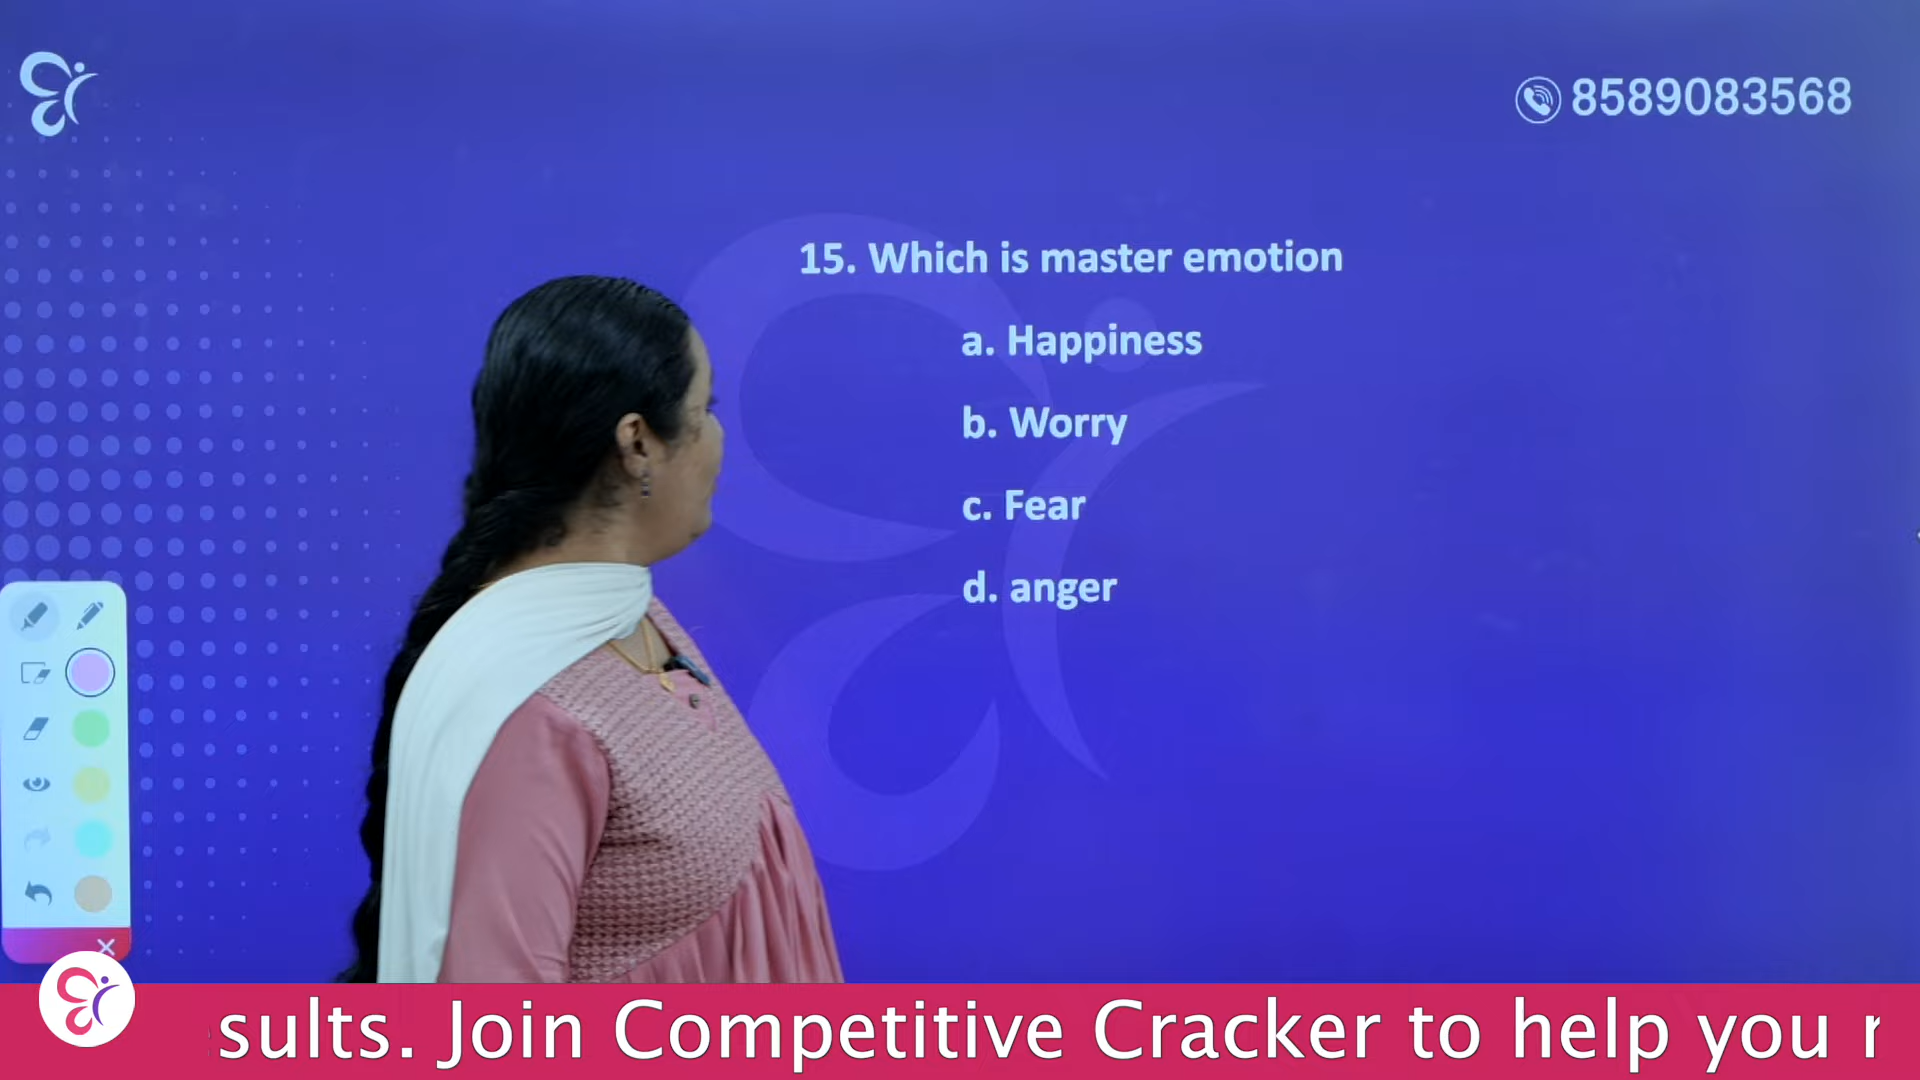 8589083568
15. Which is master emotion
a. Happiness
b. Worry
c. Fear
d. anger
sults. Join Competitive Cracker to help you